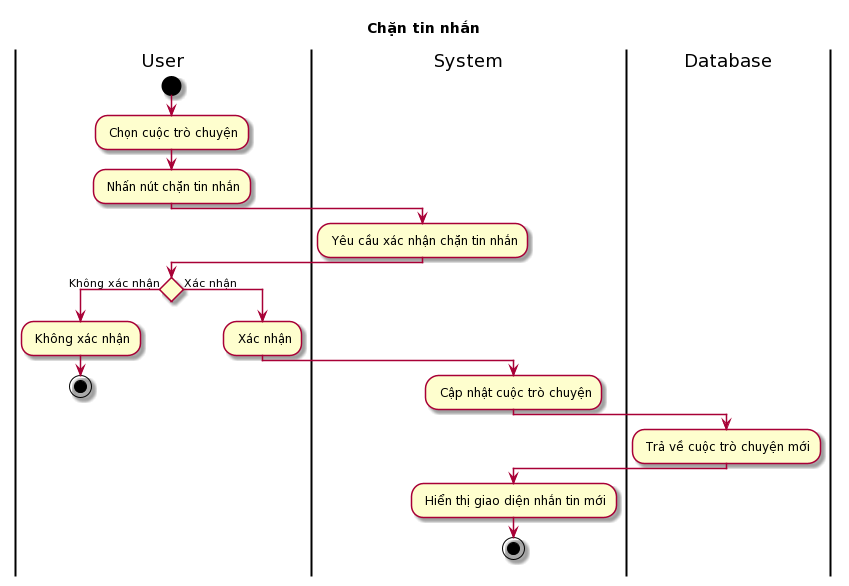 Chặn tin nhắn
User
System
Database
Chọn cuộc trò chuyện
Nhấn nút chặn tin nhắn
Yêu cầu xác nhận chặn tin nhắn
Không xác nhận
Xác nhận
Không xác nhận
Xác nhận
Cập nhật cuộc trò chuyện
Trả về cuộc trò chuyện mới
Hiển thị giao diện nhắn tin mới